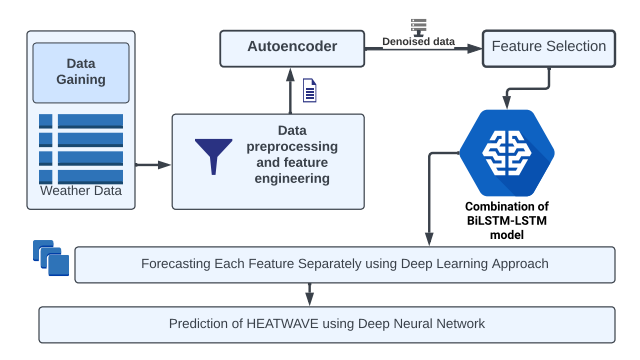 Data
Gaining
Weather Data
Data
preprocessing
and feature
engineering
Autoencoder
Denoised data
Feature Selection
Combination of
BiLSTM-LSTM
model
Forecasting Each Feature Separately using Deep Learning Approach
Prediction of HEATWAVE using Deep Neural Network